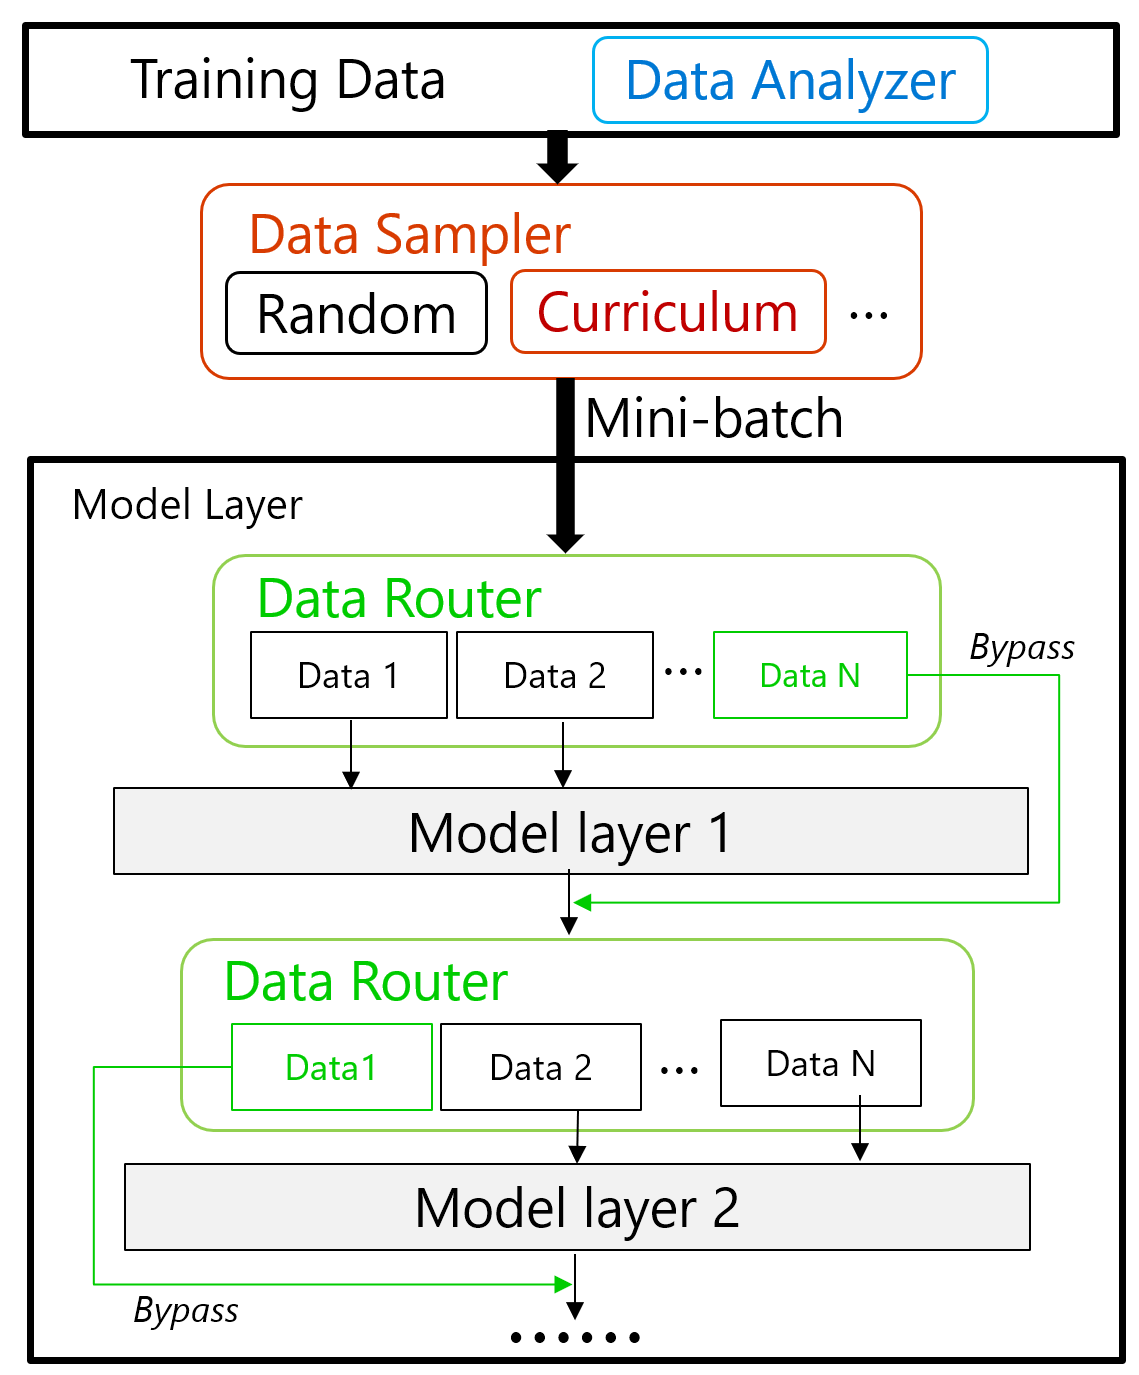 Training Data
Data Analyzer
Data Sampler
Random
Curriculum
...
Mini-batch
Model Layer
Data Router
Data 1
Data 2
...
Data N
Bypass
Model layer 1
Data Router
Data1
Data 2
...
Data N
Model layer 2
Bypass
......